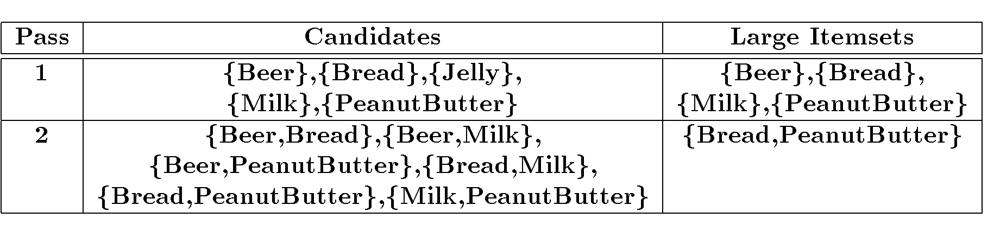 Pass Candidates Large Itemsets
1 {Beer},{Bread},{Jelly}, {Beer},{Bread},
{Milk},{PeanutButter} {Milk},{PeanutButter}
2 {Beer,Bread},{Beer,Milk}, {Bread,PeanutButter}
{Beer,PeanutButter},{Bread,Milk},
{Bread,PeanutButter},{Milk,PeanutButter}